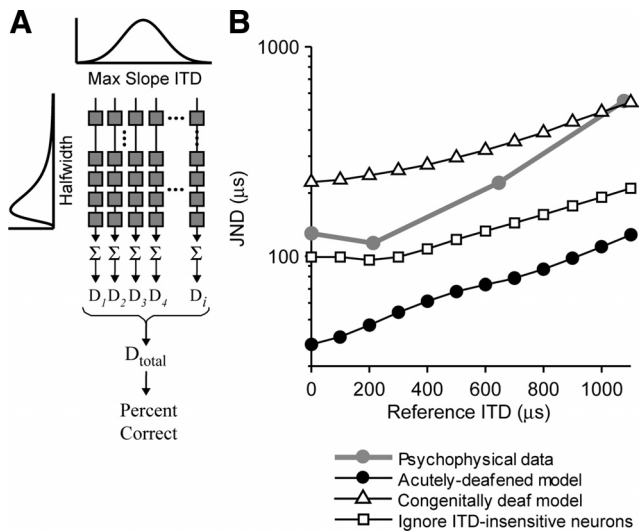 A
Max Slope ITD
Halfwidth
Σ Σ Σ Σ Σ
D1 D2 D3 D4 Di
Dtotal
Percent
Correct
B
1000
100
JND (μs)
0 200 400 600 800 1000
Reference ITD (μs)
Psychophysical data
Acutely-deafened model
Congenitally deaf model
Ignore ITD-insensitive neurons